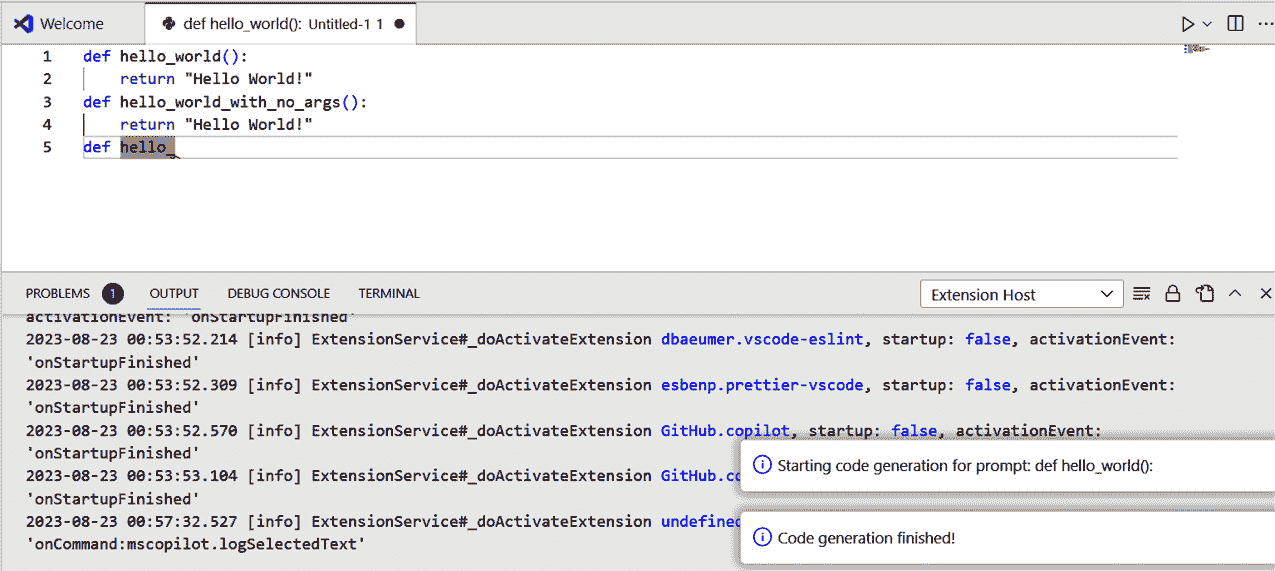 Welcome
def hello_world(): Untitled-1 1
1 def hello_world():
2 return "Hello World!"
3 def hello_world_with_no_args():
4 return "Hello World!"
5 def hello_
PROBLEMS 1 OUTPUT DEBUG CONSOLE TERMINAL Extension Host
activationEvent: 'onStartupFinished'
2023-08-23 00:53:52.214 [info] ExtensionService#_doActivateExtension dbaeumer.vscode-eslint, startup: false, activationEvent:
'onStartupFinished'
2023-08-23 00:53:52.309 [info] ExtensionService#_doActivateExtension esbenp.prettier-vscode, startup: false, activationEvent:
'onStartupFinished'
2023-08-23 00:53:52.570 [info] ExtensionService#_doActivateExtension GitHub.copilot, startup: false, activationEvent:
'onStartupFinished'
2023-08-23 00:53:53.104 [info] ExtensionService#_doActivateExtension GitHub.co
'onStartupFinished'
2023-08-23 00:57:32.527 [info] ExtensionService#_doActivateExtension undefined
'onCommand:mscopilot.logSelectedText'
Starting code generation for prompt: def hello_world():
Code generation finished!